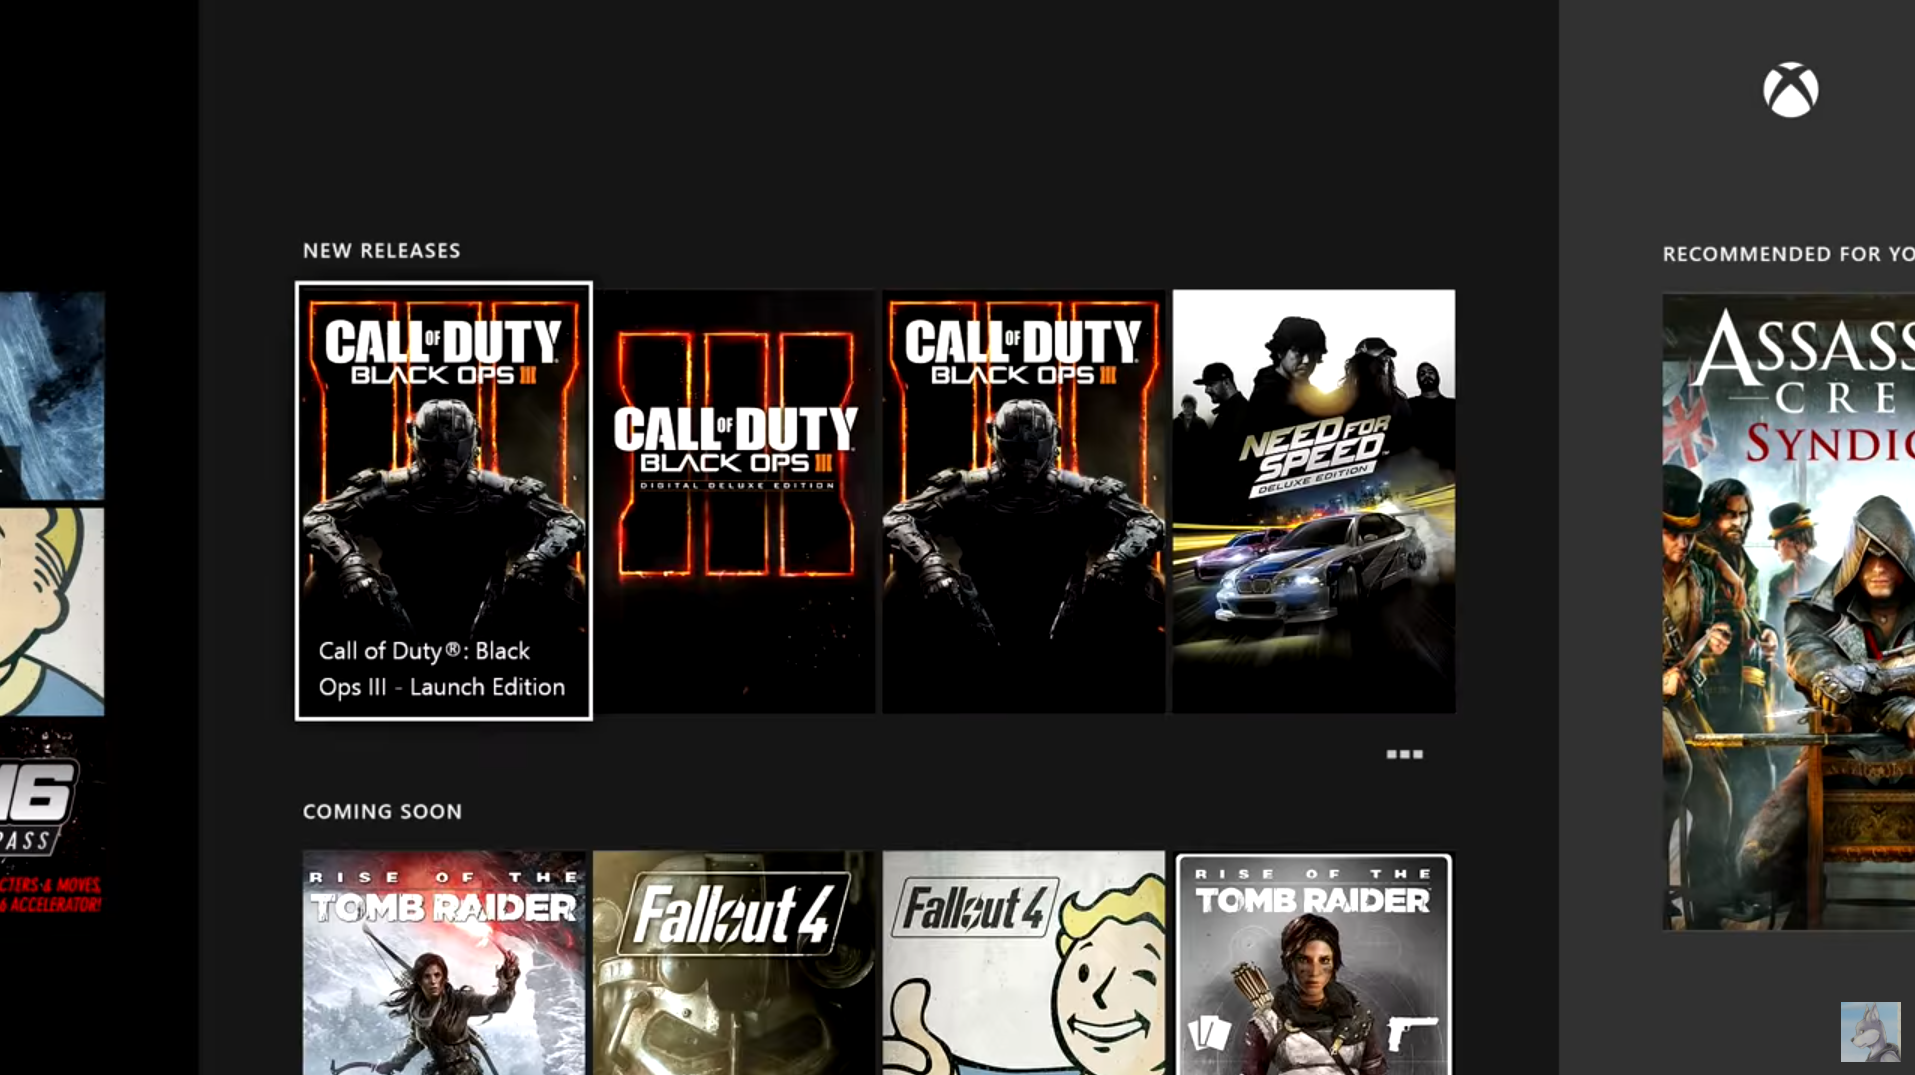 NEW RELEASES
CALL OF DUTY
BLACK OPS III
Call of Duty®: Black
Ops III - Launch Edition
CALL OF DUTY
BLACK OPS III
DIGITAL DELUXE EDITION
CALL OF DUTY
BLACK OPS III
NEED FOR
SPEED
DELUXE EDITION
COMING SOON
RISE OF THE
TOMB RAIDER
Fallout 4
Fallout 4
RISE OF THE
TOMB RAIDER
RECOMMENDED FOR YO
ASSASS
CRE
SYNDIC
16
PASS
CTERS & MOVES,
6 ACCELERATOR!